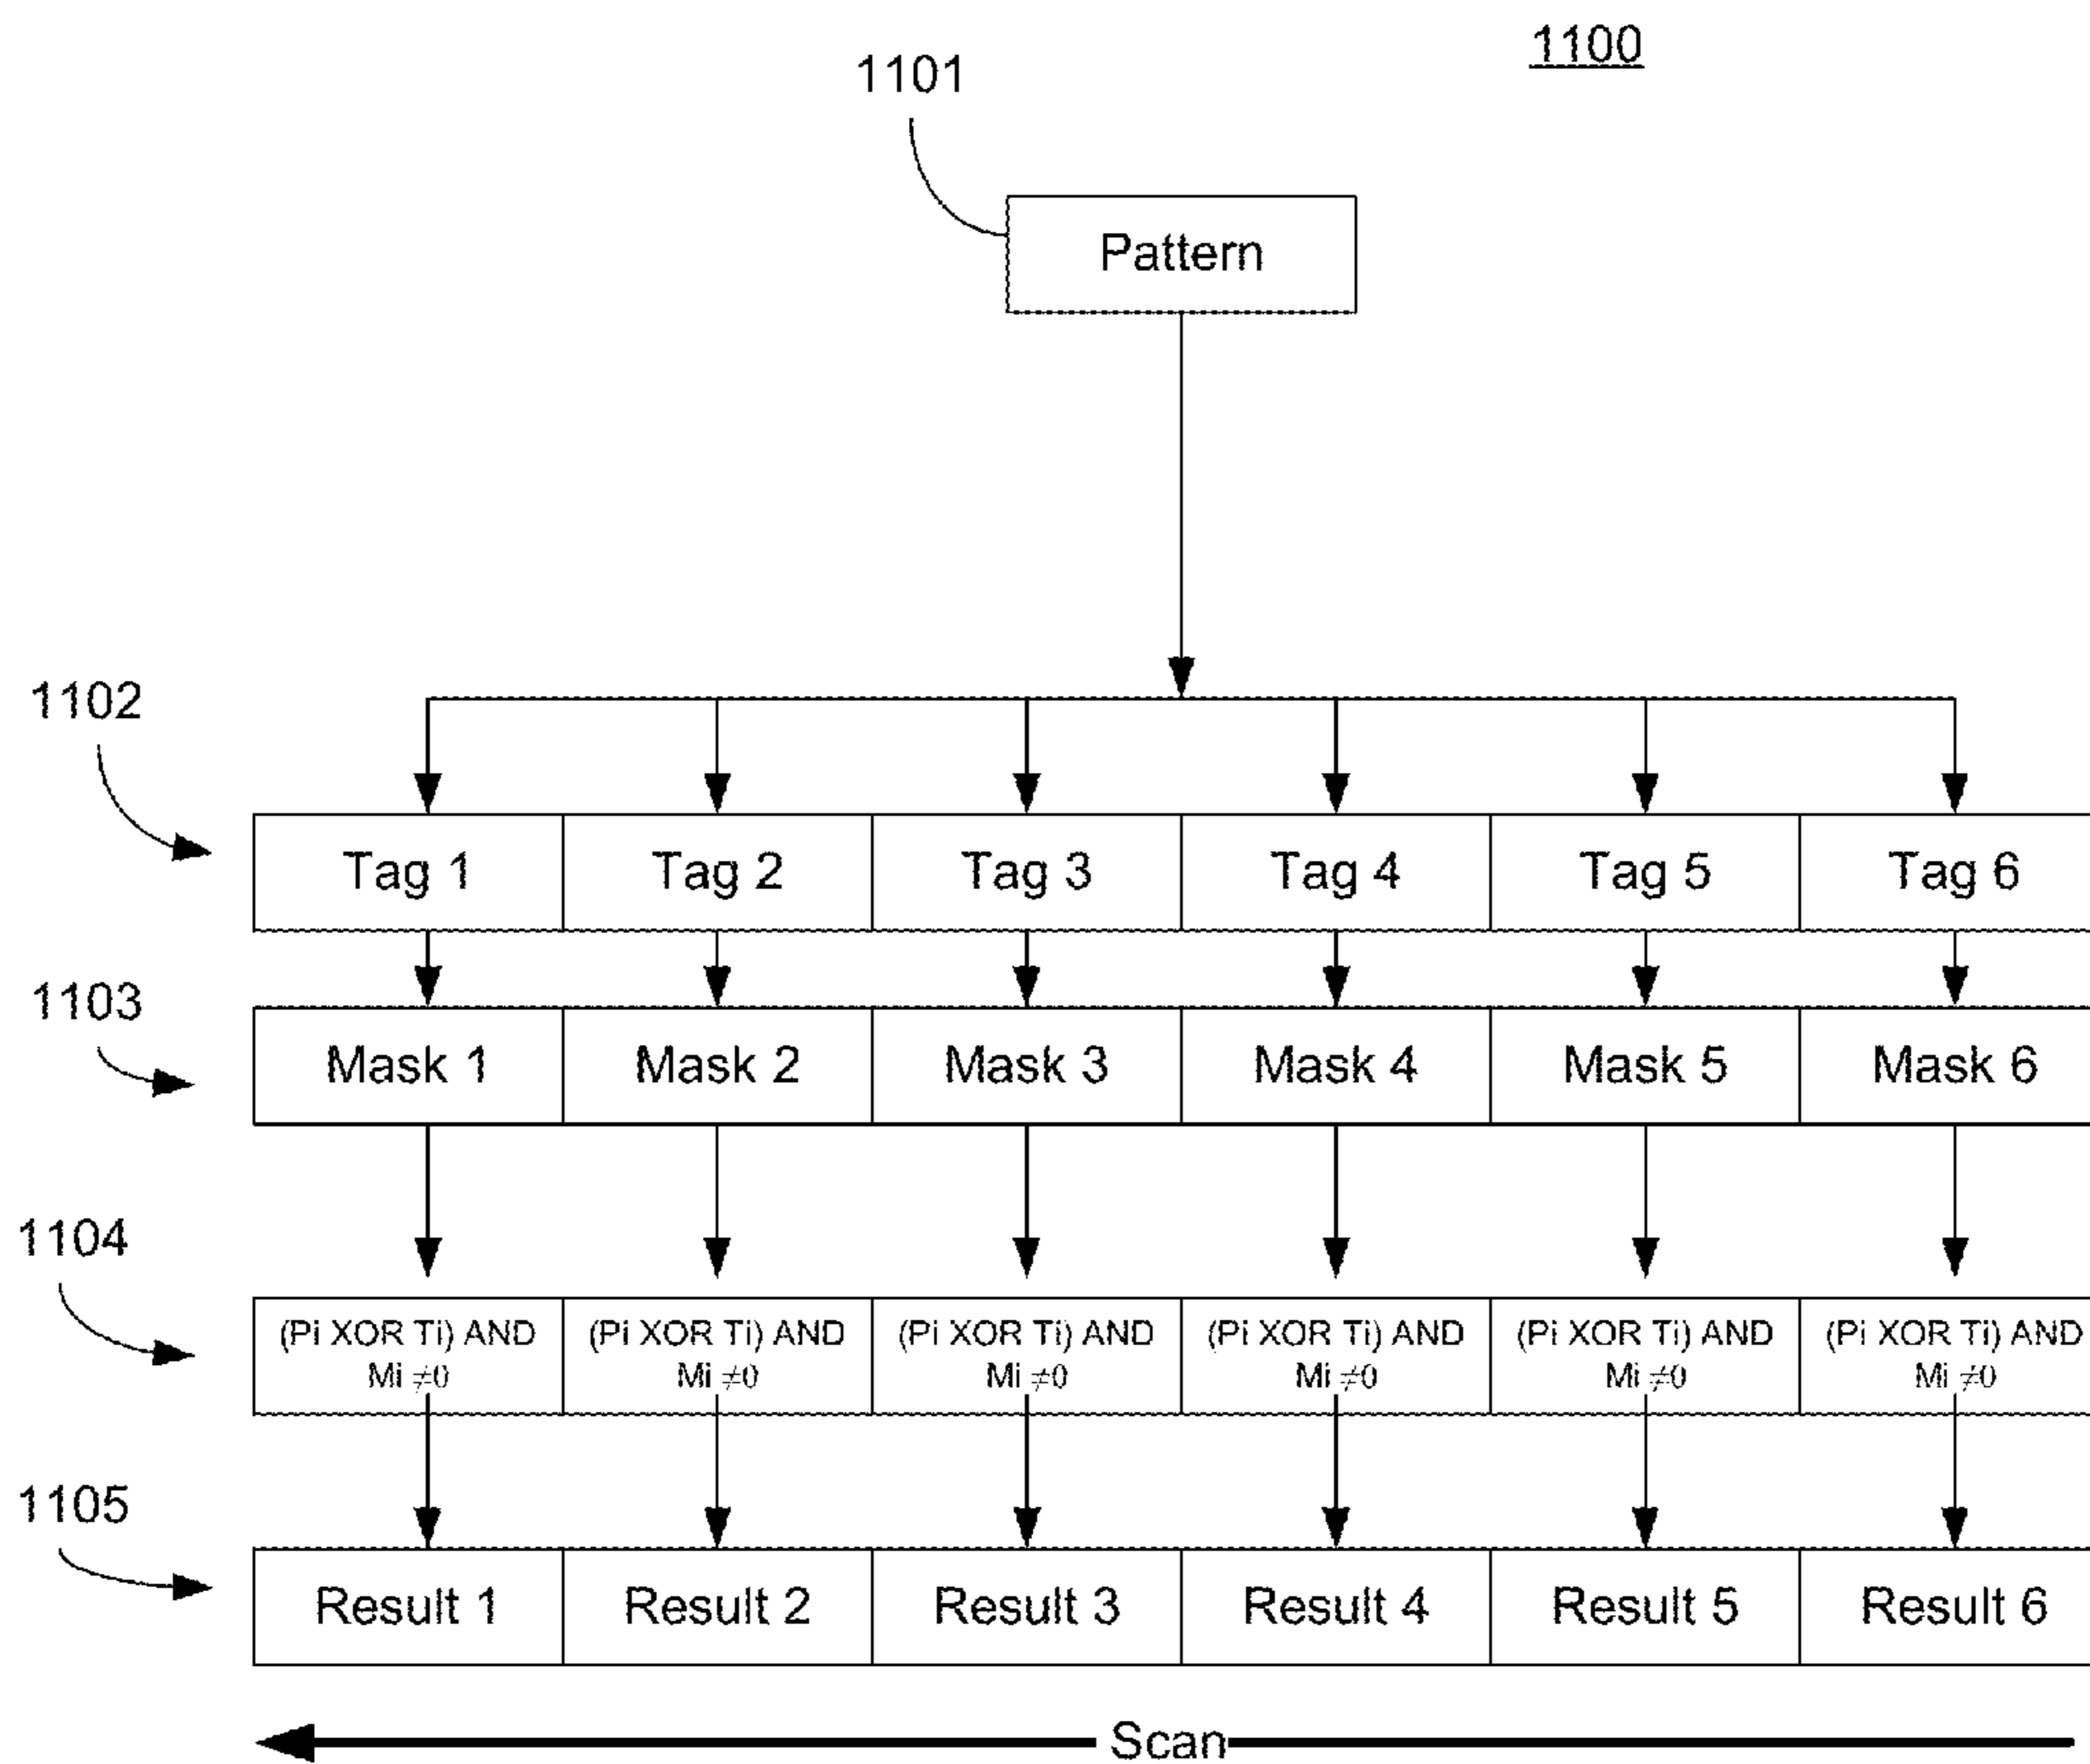 1100
1101
Pattern
1102
Tag 1 Tag 2 Tag 3 Tag 4 Tag 5 Tag 6
1103
Mask 1 Mask 2 Mask 3 Mask 4 Mask 5 Mask 6
1104
(Pi XOR Ti) AND (Pi XOR Ti) AND (Pi XOR Ti) AND (Pi XOR Ti) AND (Pi XOR Ti) AND (Pi XOR Ti) AND
Mi ≠0 Mi ≠0 Mi ≠0 Mi ≠0 Mi ≠0 Mi ≠0
1105
Result 1 Result 2 Result 3 Result 4 Result 5 Result 6
Scan